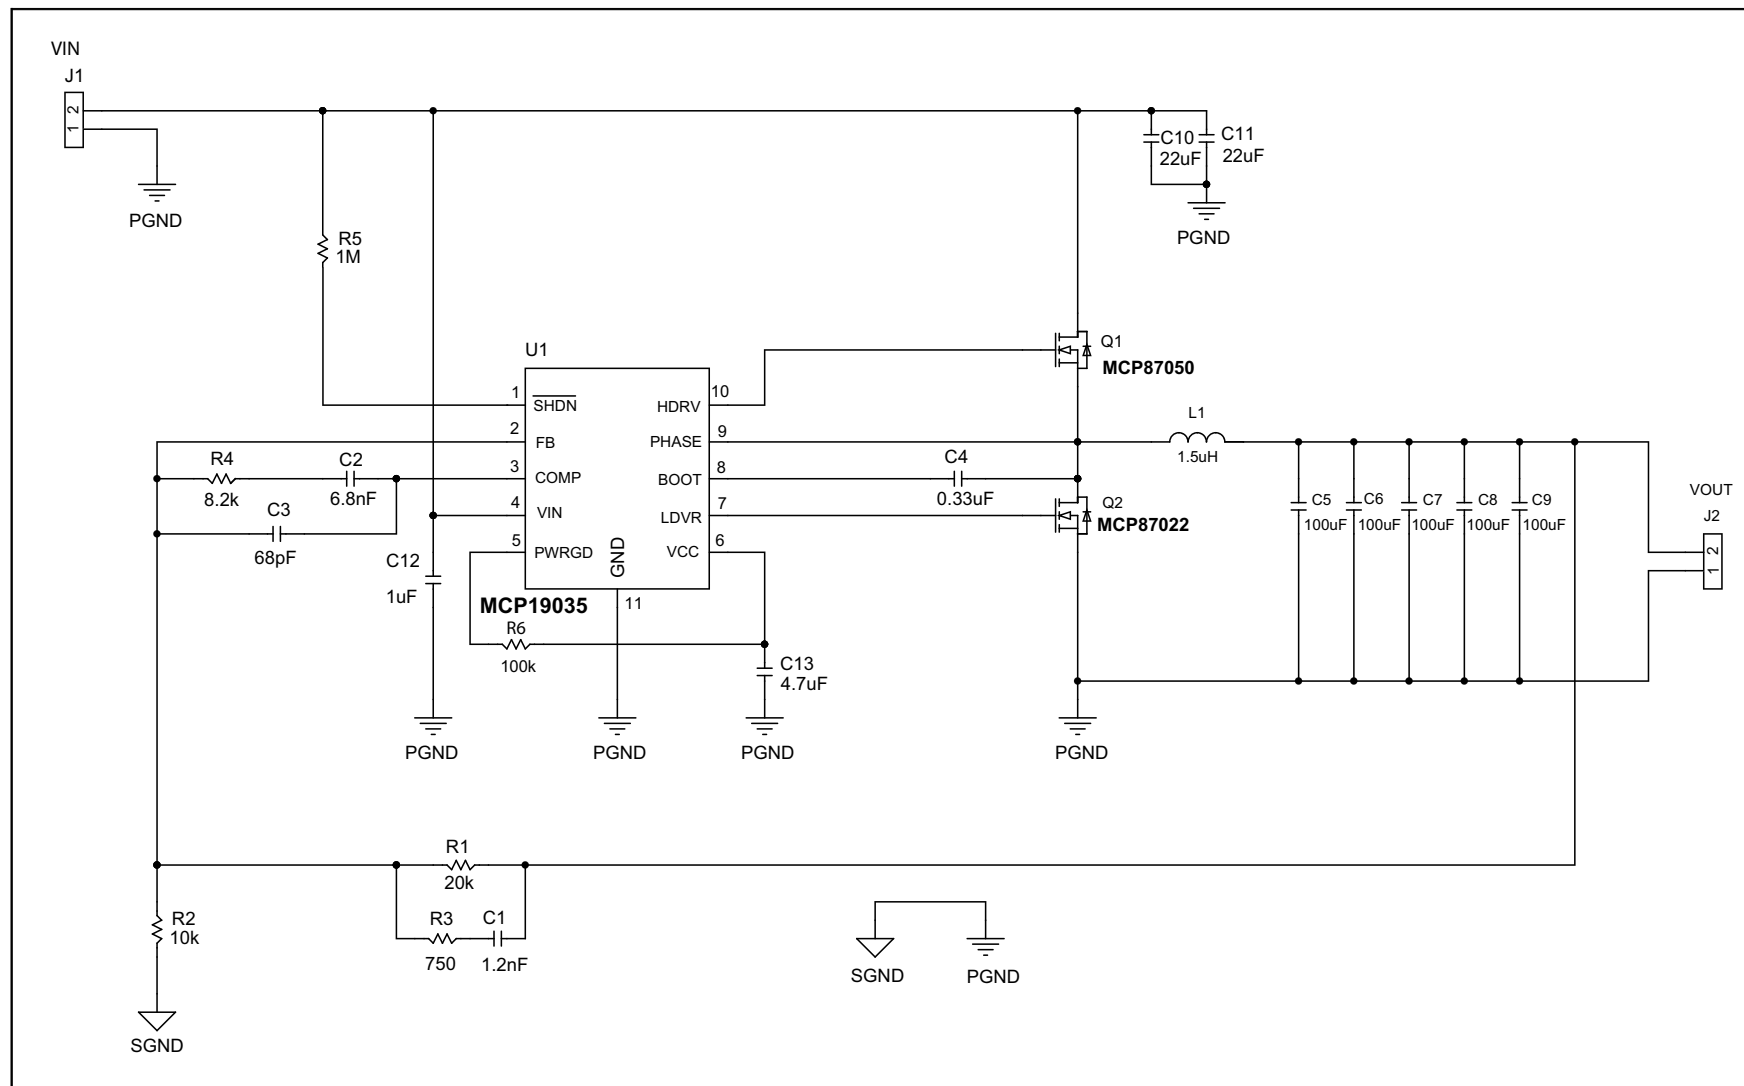 VIN
J1
2
1
PGND
R5
1M
C10
22uF
C11
22uF
PGND
U1
1
SHDN
2
FB
3
COMP
4
VIN
5
PWRGD
GND
11
10
HDRV
9
PHASE
8
BOOT
7
LDVR
6
VCC
MCP19035
Q1
MCP87050
L1
1.5uH
C4
0.33uF
Q2
MCP87022
R4
8.2k
C2
6.8nF
C3
68pF
C12
1uF
R6
100k
C13
4.7uF
C5
100uF
C6
100uF
C7
100uF
C8
100uF
C9
100uF
VOUT
J2
2
1
PGND
PGND
PGND
PGND
R1
20k
R3
750
C1
1.2nF
R2
10k
SGND
SGND
PGND